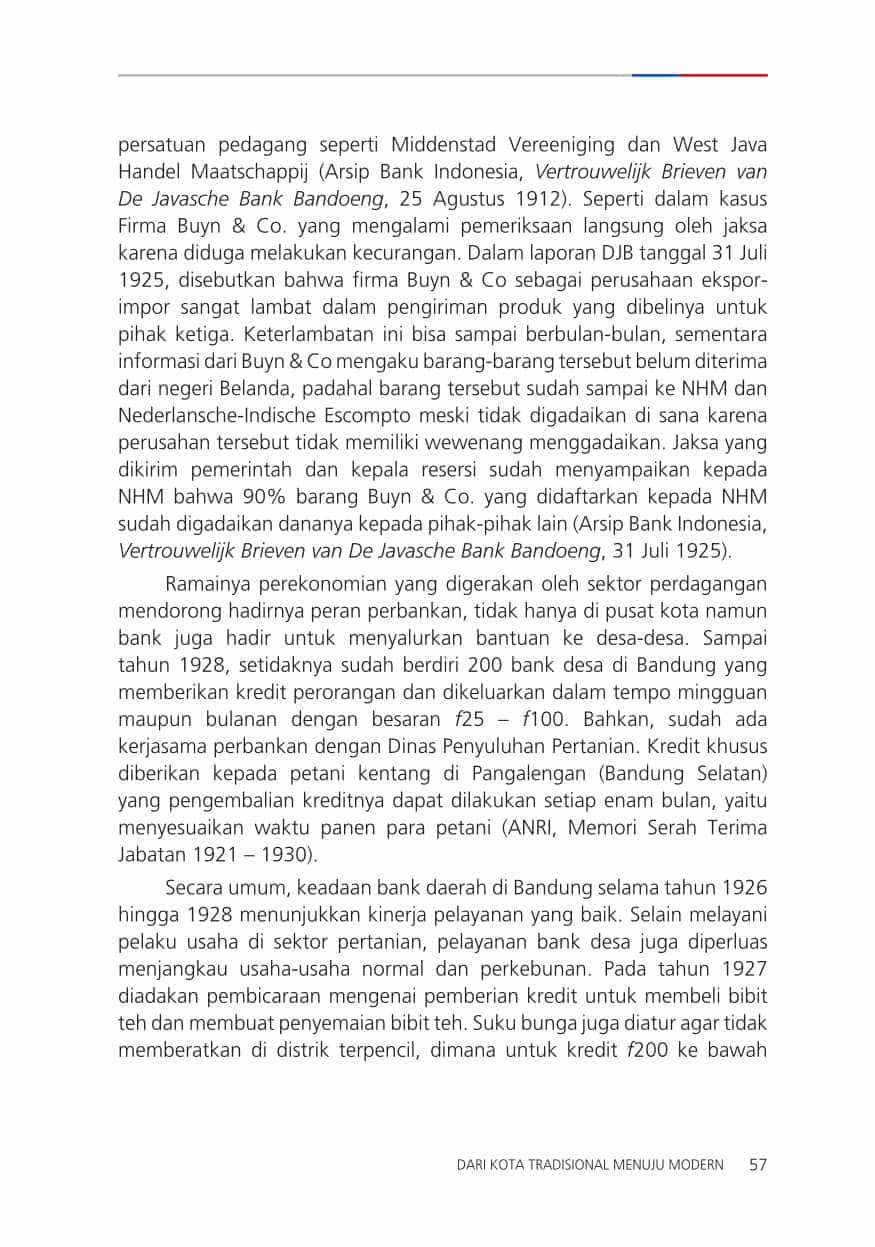 persatuan pedagang seperti Middenstad Vereeniging dan West Java
Handel Maatschappij (Arsip Bank Indonesia, Vertrouwelijk Brieven van
De Javasche Bank Bandoeng, 25 Agustus 1912). Seperti dalam kasus
Firma Buyn & Co. yang mengalami pemeriksaan langsung oleh jaksa
karena diduga melakukan kecurangan. Dalam laporan DJB tanggal 31 Juli
1925, disebutkan bahwa firma Buyn & Co sebagai perusahaan ekspor-
impor sangat lambat dalam pengiriman produk yang dibelinya untuk
pihak ketiga. Keterlambatan ini bisa sampai berbulan-bulan, sementara
informasi dari Buyn & Co mengaku barang-barang tersebut belum diterima
dari negeri Belanda, padahal barang tersebut sudah sampai ke NHM dan
Nederlansche-Indische Escompto meski tidak digadaikan di sana karena
perusahan tersebut tidak memiliki wewenang menggadaikan. Jaksa yang
dikirim pemerintah dan kepala resersi sudah menyampaikan kepada
NHM bahwa 90% barang Buyn & Co. yang didaftarkan kepada NHM
sudah digadaikan dananya kepada pihak-pihak lain (Arsip Bank Indonesia,
Vertrouwelijk Brieven van De Javasche Bank Bandoeng, 31 Juli 1925).
Ramainya perekonomian yang digerakan oleh sektor perdagangan
mendorong hadirnya peran perbankan, tidak hanya di pusat kota namun
bank juga hadir untuk menyalurkan bantuan ke desa-desa. Sampai
tahun 1928, setidaknya sudah berdiri 200 bank desa di Bandung yang
memberikan kredit perorangan dan dikeluarkan dalam tempo mingguan
maupun bulanan dengan besaran f25 – f100. Bahkan, sudah ada
kerjasama perbankan dengan Dinas Penyuluhan Pertanian. Kredit khusus
diberikan kepada petani kentang di Pangalengan (Bandung Selatan)
yang pengembalian kreditnya dapat dilakukan setiap enam bulan, yaitu
menyesuaikan waktu panen para petani (ANRI, Memori Serah Terima
Jabatan 1921 – 1930).
Secara umum, keadaan bank daerah di Bandung selama tahun 1926
hingga 1928 menunjukkan kinerja pelayanan yang baik. Selain melayani
pelaku usaha di sektor pertanian, pelayanan bank desa juga diperluas
menjangkau usaha-usaha normal dan perkebunan. Pada tahun 1927
diadakan pembicaraan mengenai pemberian kredit untuk membeli bibit
teh dan membuat penyemaian bibit teh. Suku bunga juga diatur agar tidak
memberatkan di distrik terpencil, dimana untuk kredit f200 ke bawah
DARI KOTA TRADISIONAL MENUJU MODERN 57